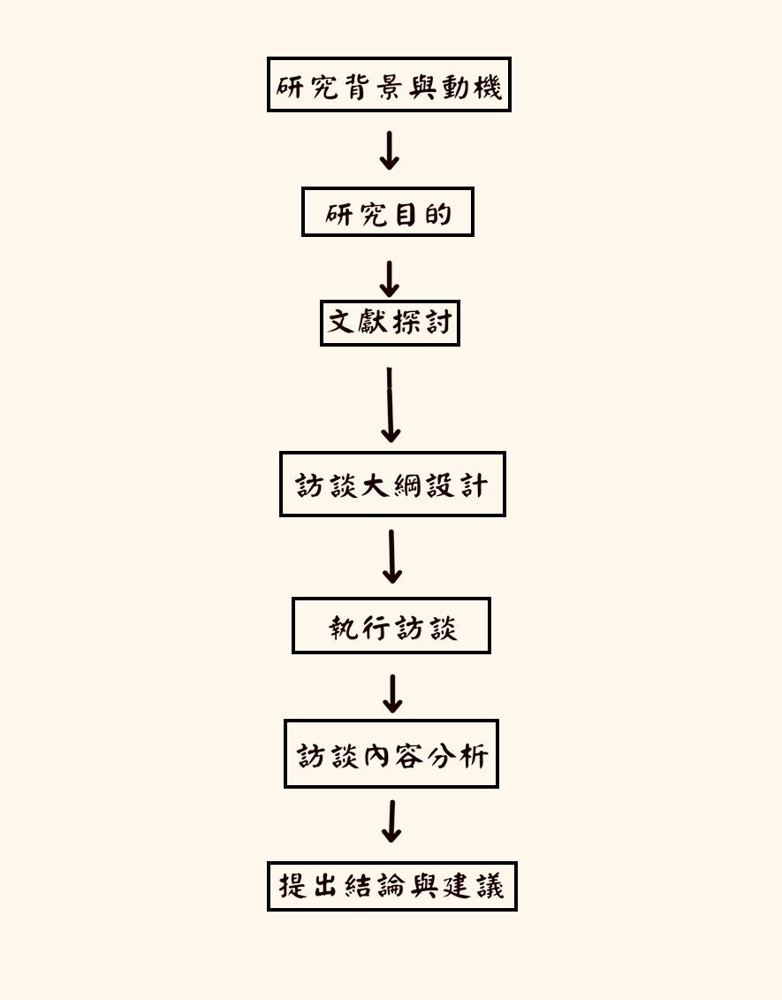 研究背景與動機
研究目的
文獻探討
訪談大綱設計
執行訪談
訪談內容分析
提出結論與建議